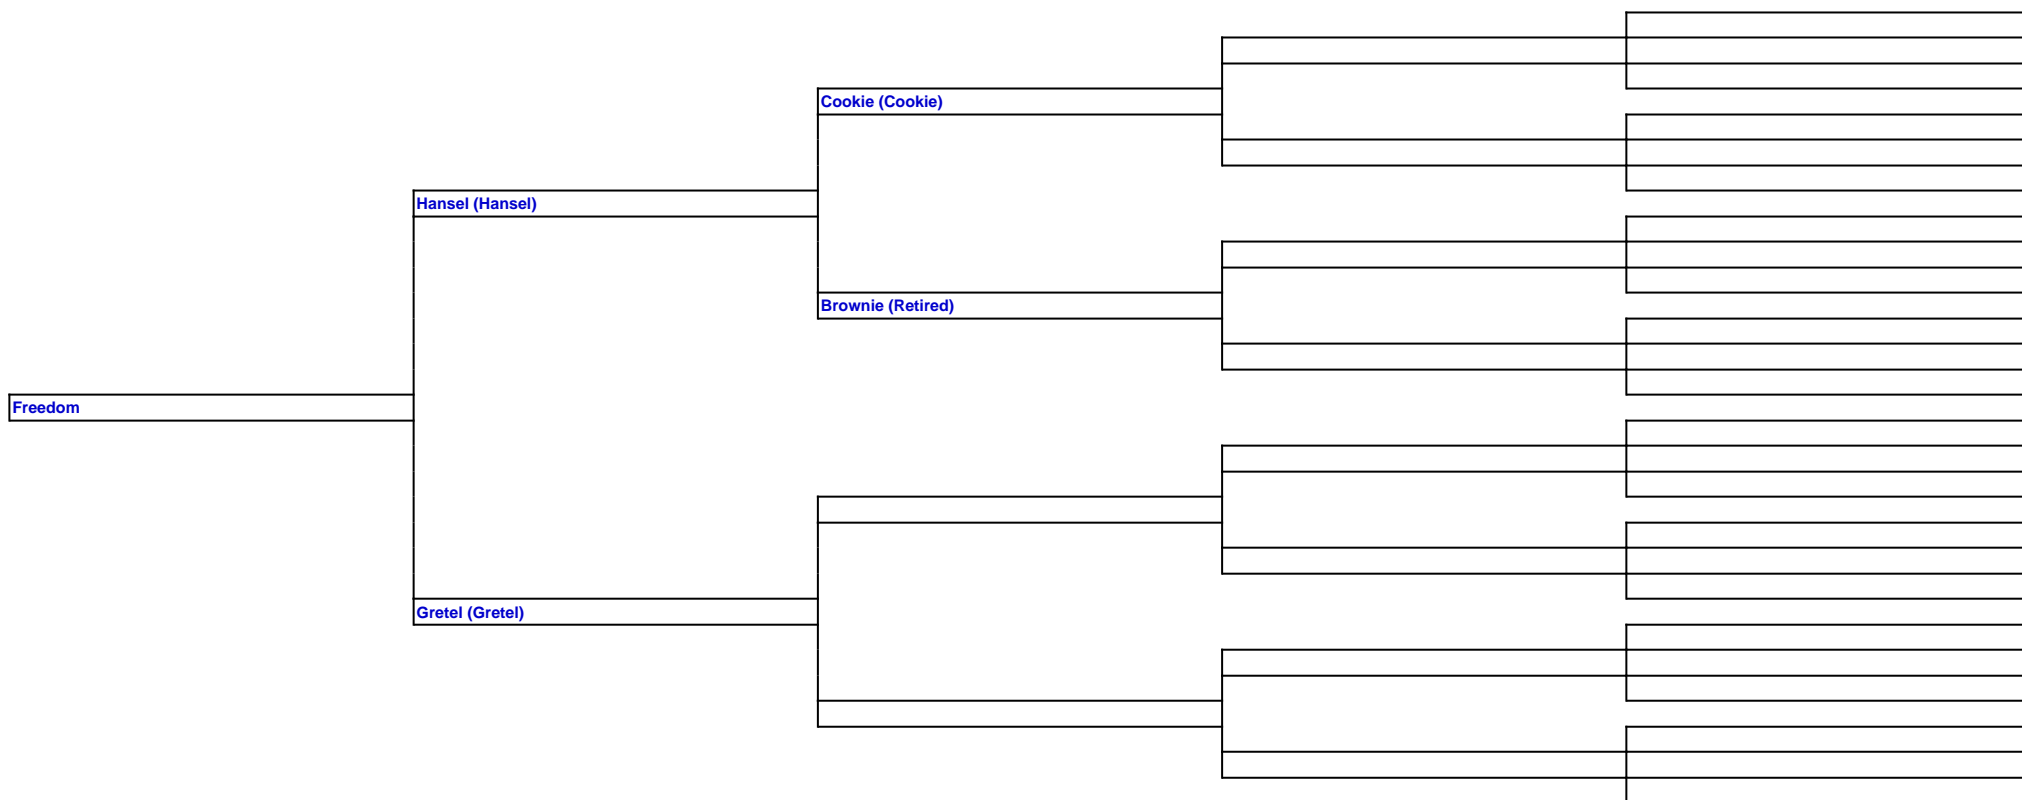 Cookie (Cookie)
Hansel (Hansel)
Brownie (Retired)
Freedom
Gretel (Gretel)